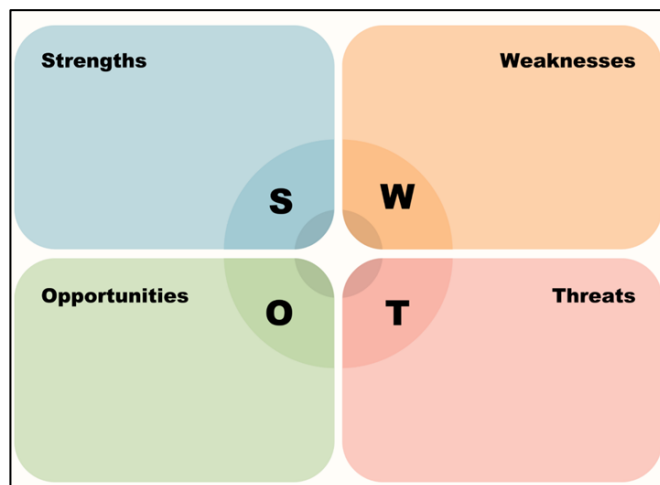 Strengths
Weaknesses
S
W
Opportunities
Threats
O
T